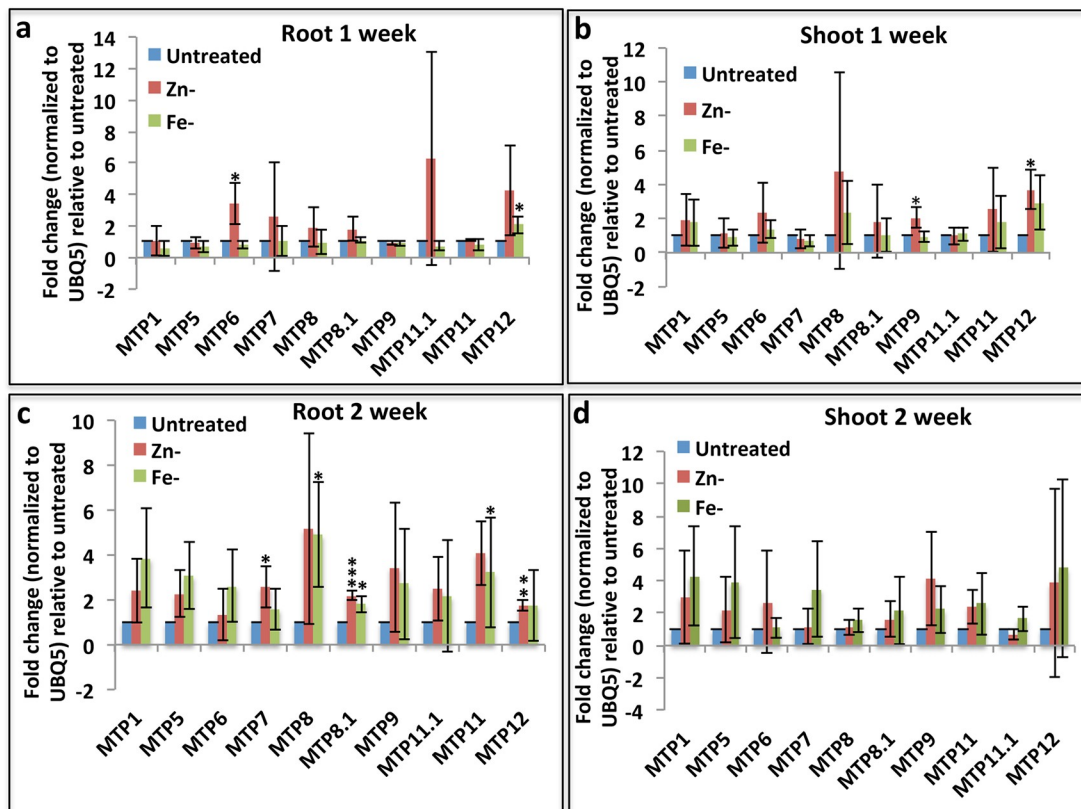 a
Root 1 week
Fold change (normalized to
UBQ5) relative to untreated
14
12
10
8
6
4
2
0
-2
Untreated
Zn-
Fe-
*
*
MTP1
MTP5
MTP6
MTP7
MTP8
MTP8.1
MTP9
MTP11.1
MTP11
MTP12
b
Shoot 1 week
Fold change (normalized to
UBQ5) relative to untreated
12
10
8
6
4
2
0
-2
Untreated
Zn-
Fe-
*
*
MTP1
MTP5
MTP6
MTP7
MTP8
MTP8.1
MTP9
MTP11.1
MTP11
MTP12
c
Root 2 week
Fold change (normalized to
UBQ5) relative to untreated
10
8
6
4
2
0
-2
Untreated
Zn-
Fe-
*
*
***
*
*
**
MTP1
MTP5
MTP6
MTP7
MTP8
MTP8.1
MTP9
MTP11.1
MTP11
MTP12
d
Shoot 2 week
Fold change (normalized to
UBQ5) relative to untreated
12
10
8
6
4
2
0
-2
-4
Untreated
Zn-
Fe-
MTP1
MTP5
MTP6
MTP7
MTP8
MTP8.1
MTP9
MTP11
MTP11.1
MTP12